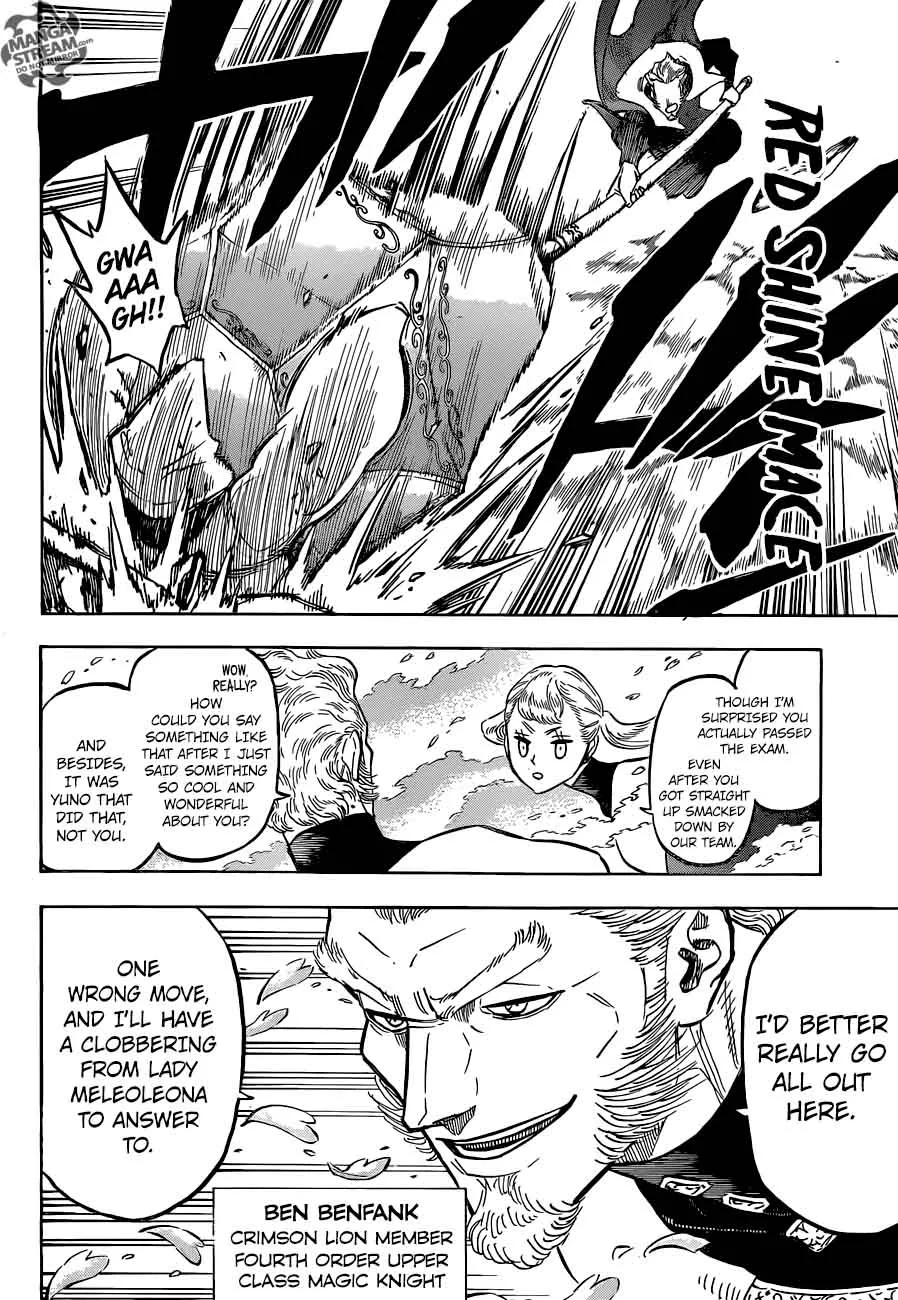 MANGA
STREAM.com
DO NOT MIRROR
RED SHINE MACE
GWA
AAA
GH!!
THOUGH I'M
SURPRISED YOU
ACTUALLY PASSED
THE EXAM.
EVEN
AFTER YOU
GOT STRAIGHT
UP SMACKED
DOWN BY
OUR TEAM.
WOW,
REALLY?
HOW
COULD YOU SAY
SOMETHING LIKE
THAT AFTER I JUST
SAID SOMETHING
SO COOL AND
WONDERFUL
ABOUT YOU?
AND
BESIDES,
IT WAS
YUNO THAT
DID THAT,
NOT YOU.
I'D BETTER
REALLY GO
ALL OUT
HERE.
ONE
WRONG MOVE,
AND I'LL HAVE
A CLOBBERING
FROM LADY
MELEOLEONA
TO ANSWER
TO.
BEN BENFANK
CRIMSON LION MEMBER
FOURTH ORDER UPPER
CLASS MAGIC KNIGHT